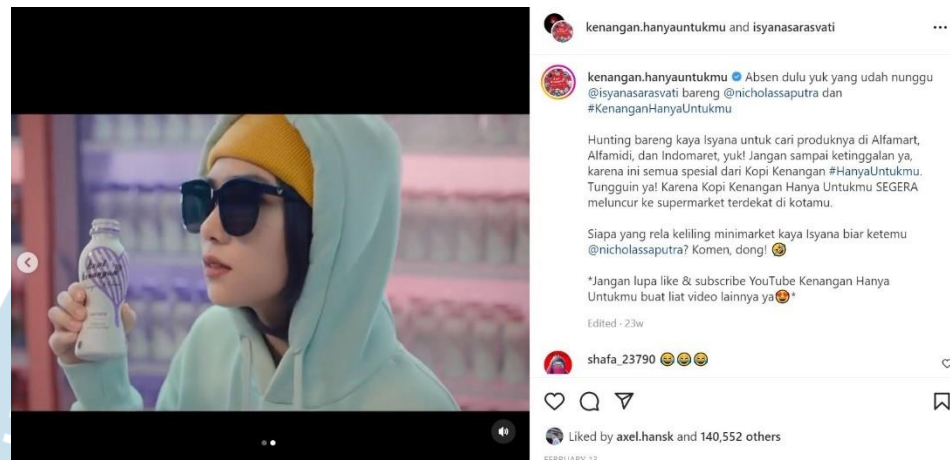 kenangan.hanyauntukmu and isyanasarasvati
kenangan.hanyauntukmu Absen dulu yuk yang udah nunggu
@isyanasarasvati bareng @nicholassaputra dan
#KenanganHanyaUntukmu
Hunting bareng kaya Isyana untuk cari produknya di Alfamart,
Alfamidi, dan Indomaret, yuk! Jangan sampai ketinggalan ya,
karena ini semua spesial dari Kopi Kenangan #HanyaUntukmu.
Tungguin ya! Karena Kopi Kenangan Hanya Untukmu SEGERA
meluncur ke supermarket terdekat di kotamu.
Siapa yang rela keliling minimarket kaya Isyana biar ketemu
@nicholassaputra? Komen, dong! 🤣
*Jangan lupa like & subscribe YouTube Kenangan Hanya
Untukmu buat liat video lainnya ya😍*
Edited · 23w
shafa_23790 😂😂😂
Liked by axel.hansk and 140,552 others
FEBRUARY 13